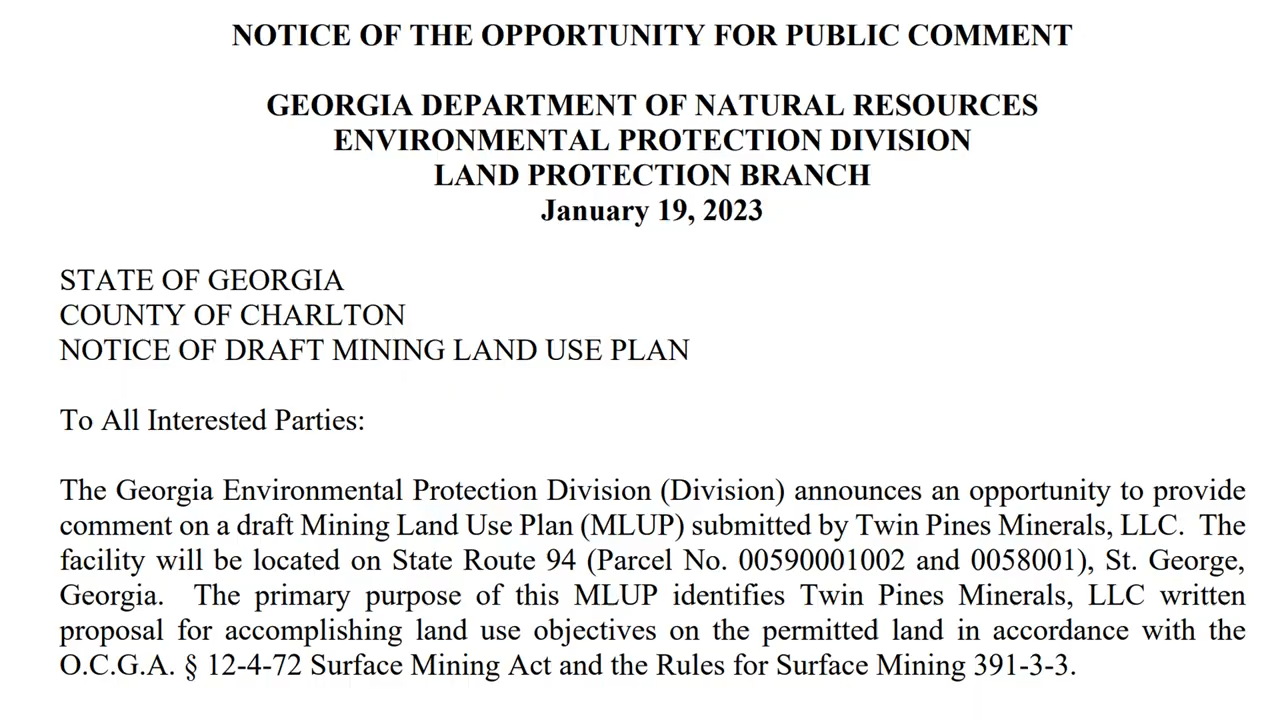 NOTICE OF THE OPPORTUNITY FOR PUBLIC COMMENT
GEORGIA DEPARTMENT OF NATURAL RESOURCES
ENVIRONMENTAL PROTECTION DIVISION
LAND PROTECTION BRANCH
January 19, 2023
STATE OF GEORGIA
COUNTY OF CHARLTON
NOTICE OF DRAFT MINING LAND USE PLAN
To All Interested Parties:
The Georgia Environmental Protection Division (Division) announces an opportunity to provide
comment on a draft Mining Land Use Plan (MLUP) submitted by Twin Pines Minerals, LLC.  The
facility will be located on State Route 94 (Parcel No. 00590001002 and 0058001), St. George,
Georgia.  The primary purpose of this MLUP identifies Twin Pines Minerals, LLC written
proposal for accomplishing land use objectives on the permitted land in accordance with the
O.C.G.A. § 12-4-72 Surface Mining Act and the Rules for Surface Mining 391-3-3.